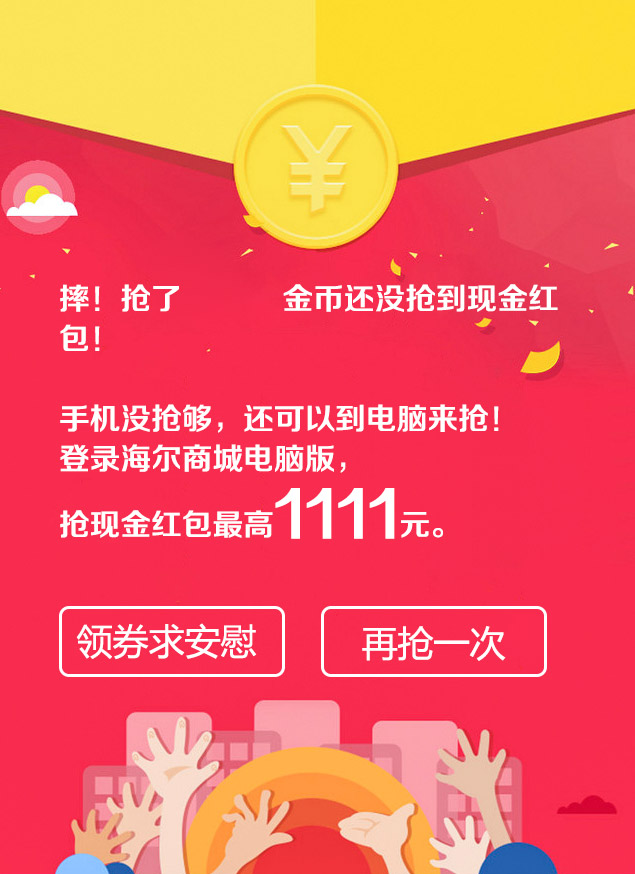 ¥
摔！抢了 金币还没抢到现金红
包！
手机没抢够，还可以到电脑来抢！
登录海尔商城电脑版，
抢现金红包最高1111元。
领券求安慰 再抢一次